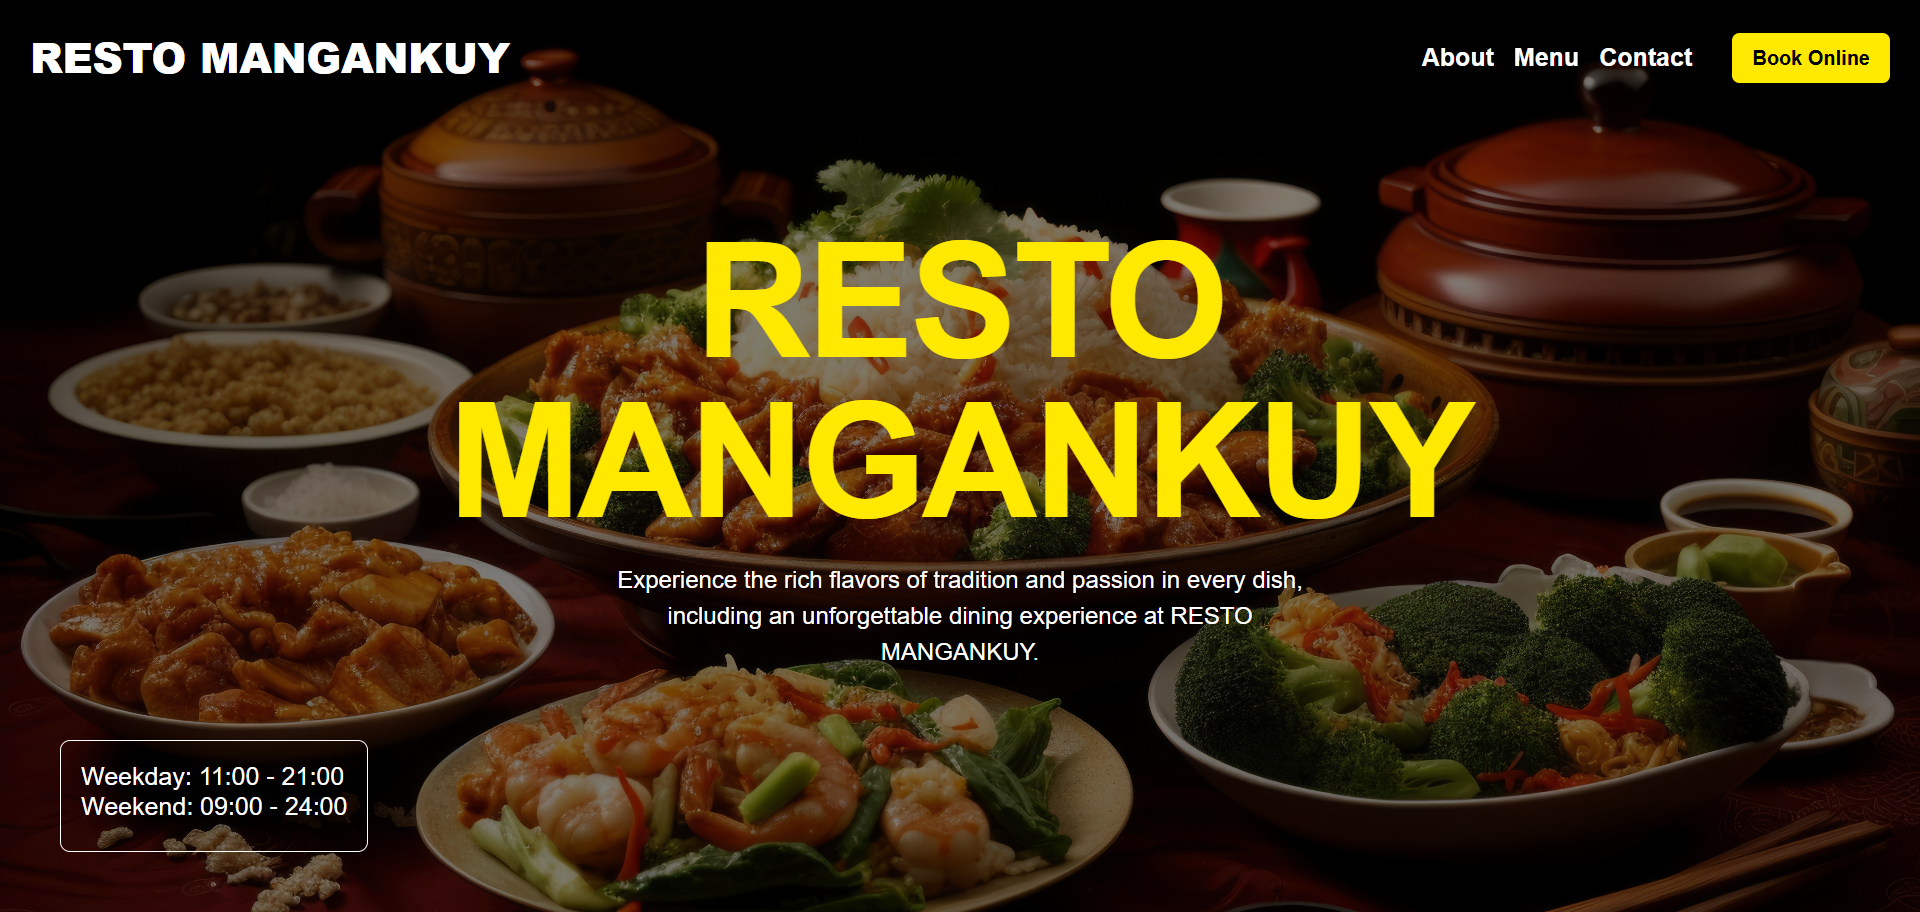 RESTO MANGANKUY
About Menu Contact Book Online
RESTO
MANGANKUY
Experience the rich flavors of tradition and passion in every dish,
including an unforgettable dining experience at RESTO
MANGANKUY.
Weekday: 11:00 - 21:00
Weekend: 09:00 - 24:00